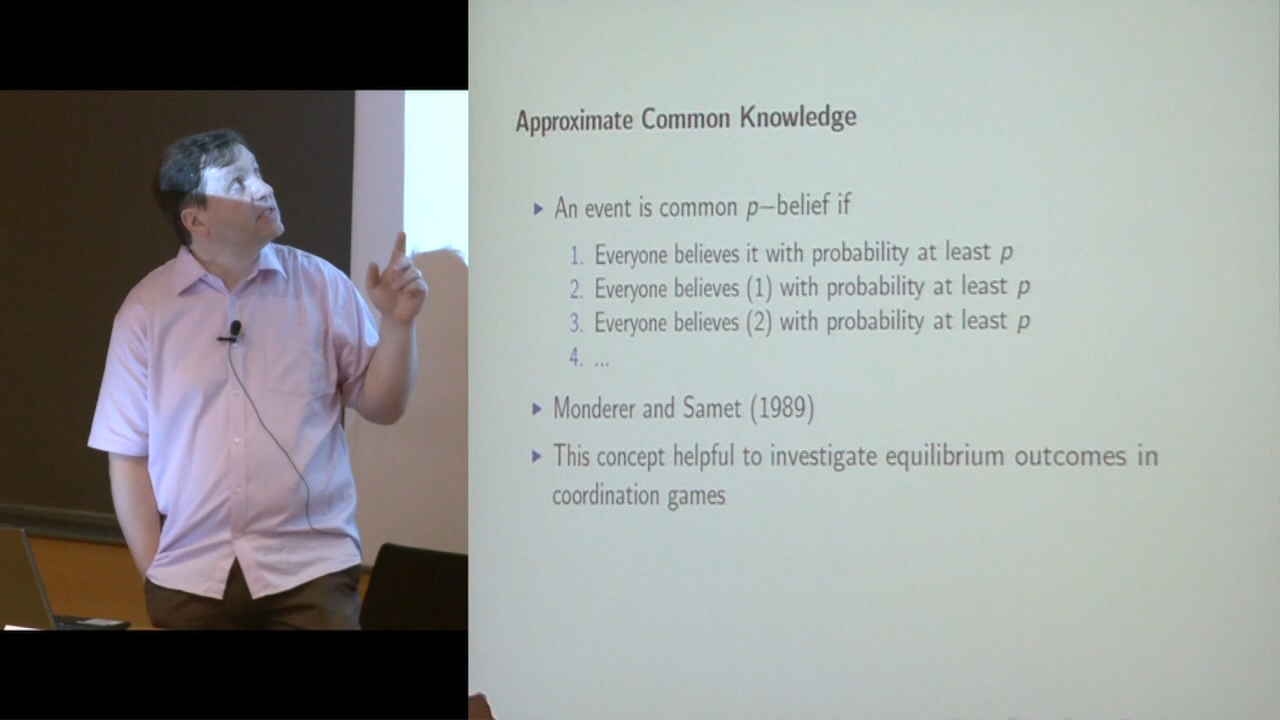 Approximate Common Knowledge
An event is common p–belief if
1. Everyone believes it with probability at least p
2. Everyone believes (1) with probability at least p
3. Everyone believes (2) with probability at least p
4. ...
Monderer and Samet (1989)
This concept helpful to investigate equilibrium outcomes in
coordination games